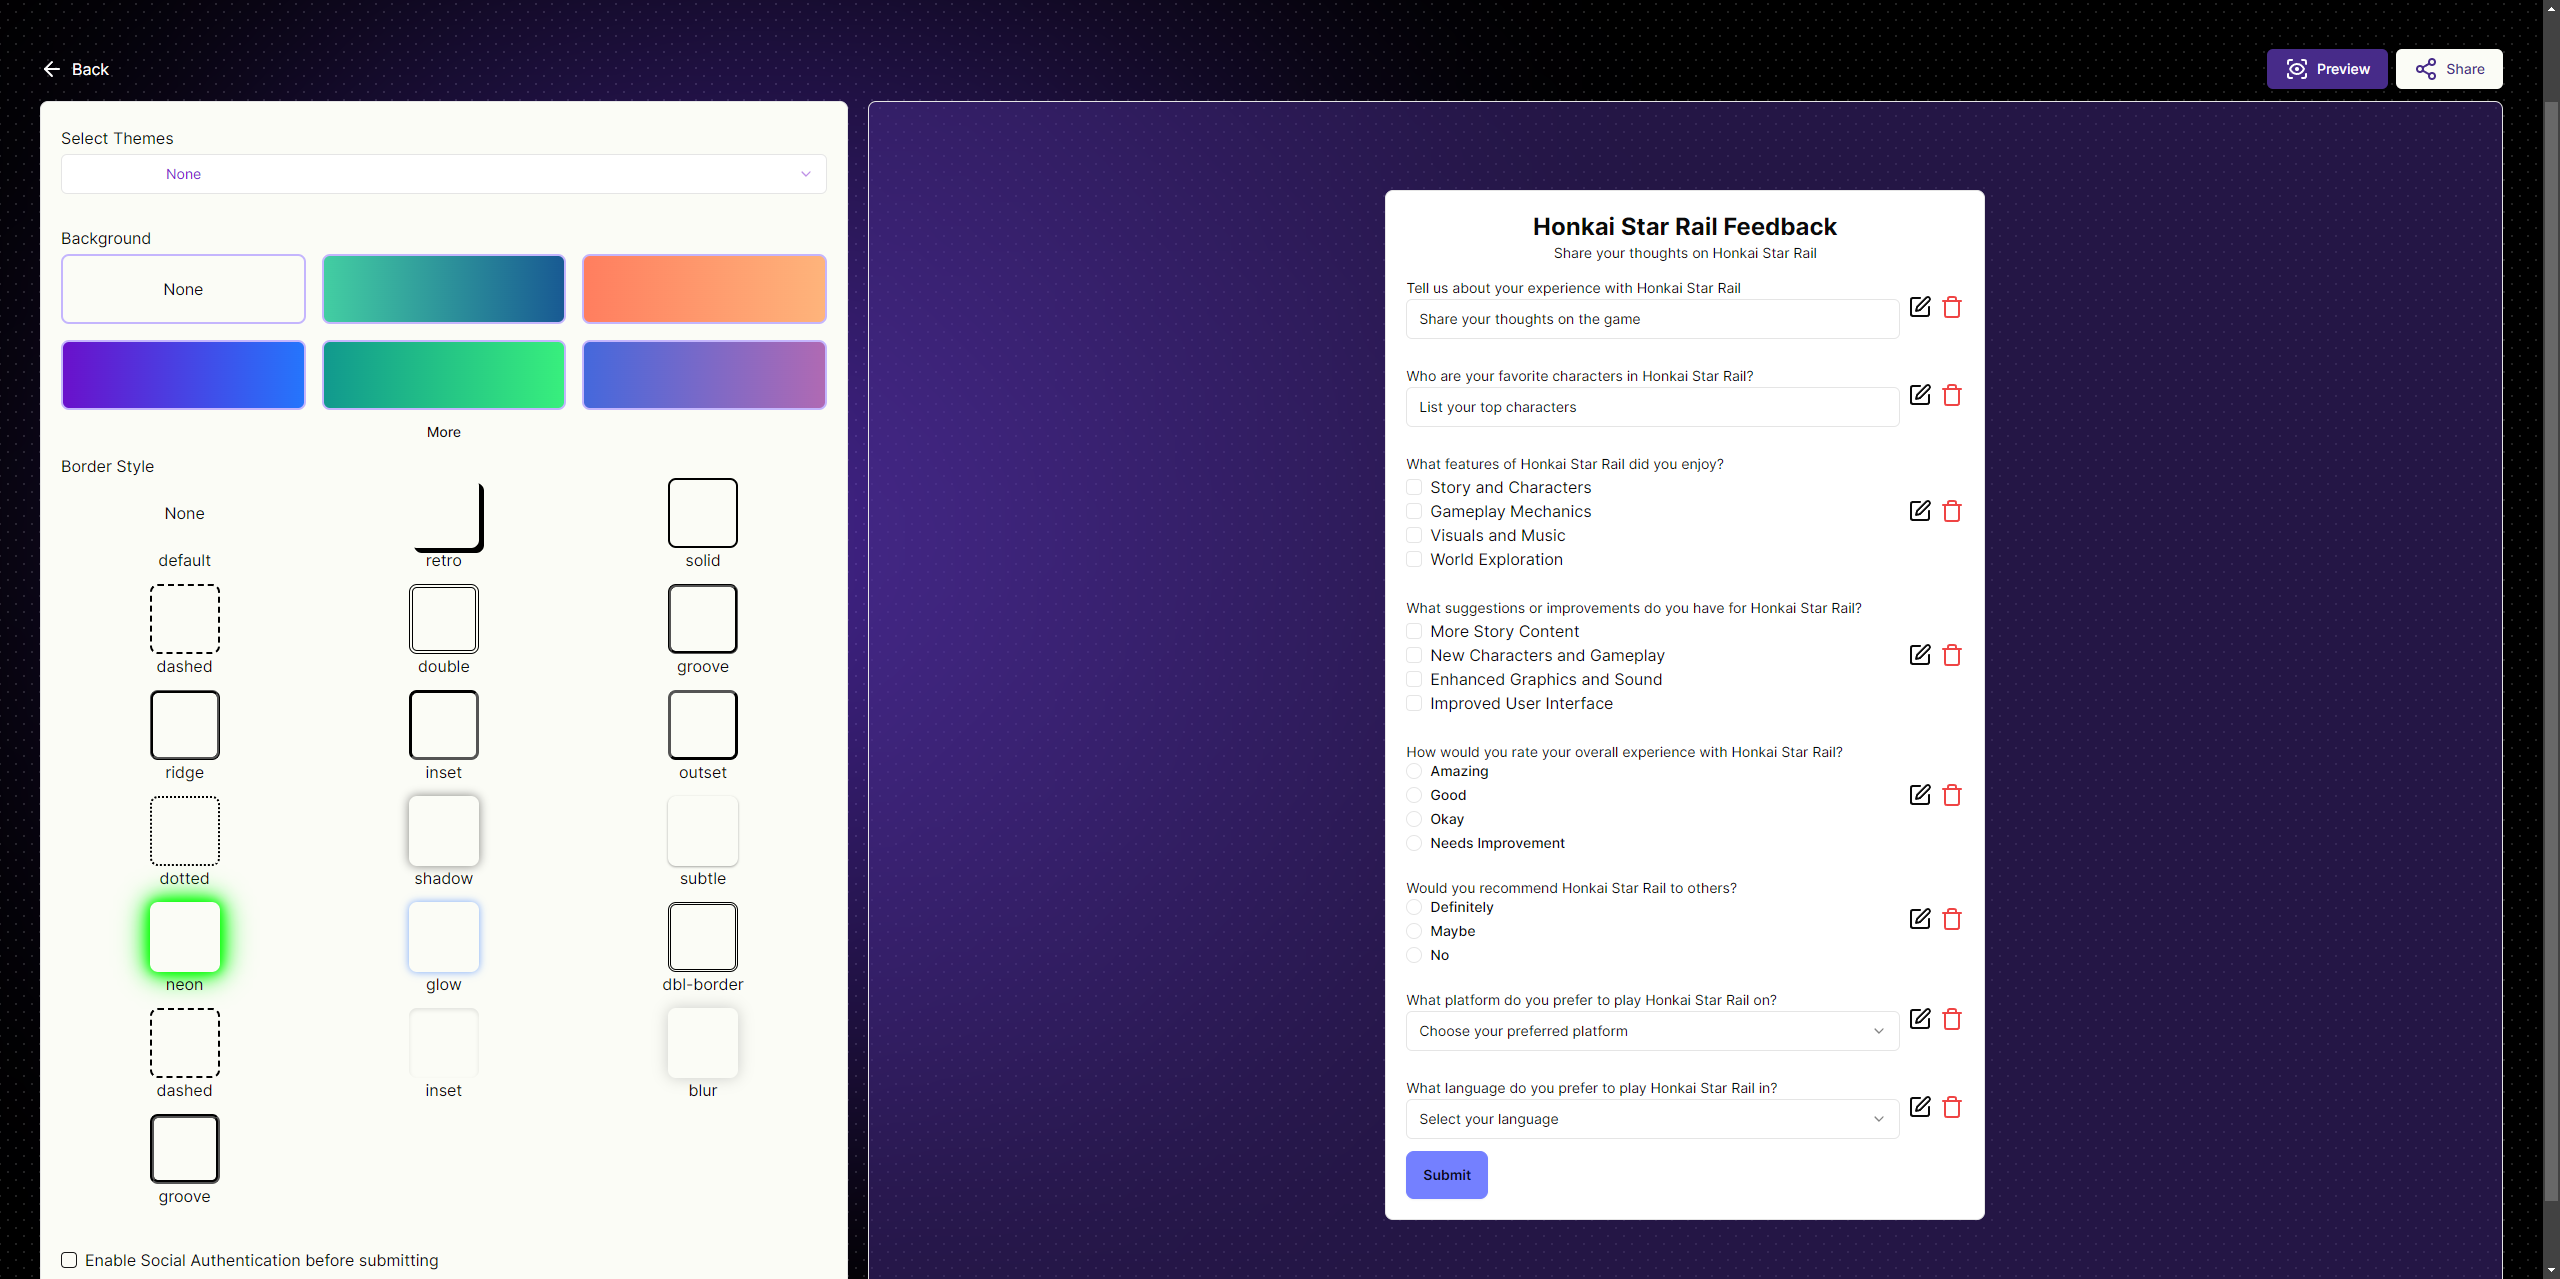 Back
Preview
Share
Select Themes
None
Background
None
More
Border Style
None
default
retro
solid
dashed
double
groove
ridge
inset
outset
dotted
shadow
subtle
neon
glow
dbl-border
dashed
inset
blur
groove
Enable Social Authentication before submitting
Honkai Star Rail Feedback
Share your thoughts on Honkai Star Rail
Tell us about your experience with Honkai Star Rail
Share your thoughts on the game
Who are your favorite characters in Honkai Star Rail?
List your top characters
What features of Honkai Star Rail did you enjoy?
Story and Characters
Gameplay Mechanics
Visuals and Music
World Exploration
What suggestions or improvements do you have for Honkai Star Rail?
More Story Content
New Characters and Gameplay
Enhanced Graphics and Sound
Improved User Interface
How would you rate your overall experience with Honkai Star Rail?
Amazing
Good
Okay
Needs Improvement
Would you recommend Honkai Star Rail to others?
Definitely
Maybe
No
What platform do you prefer to play Honkai Star Rail on?
Choose your preferred platform
What language do you prefer to play Honkai Star Rail in?
Select your language
Submit